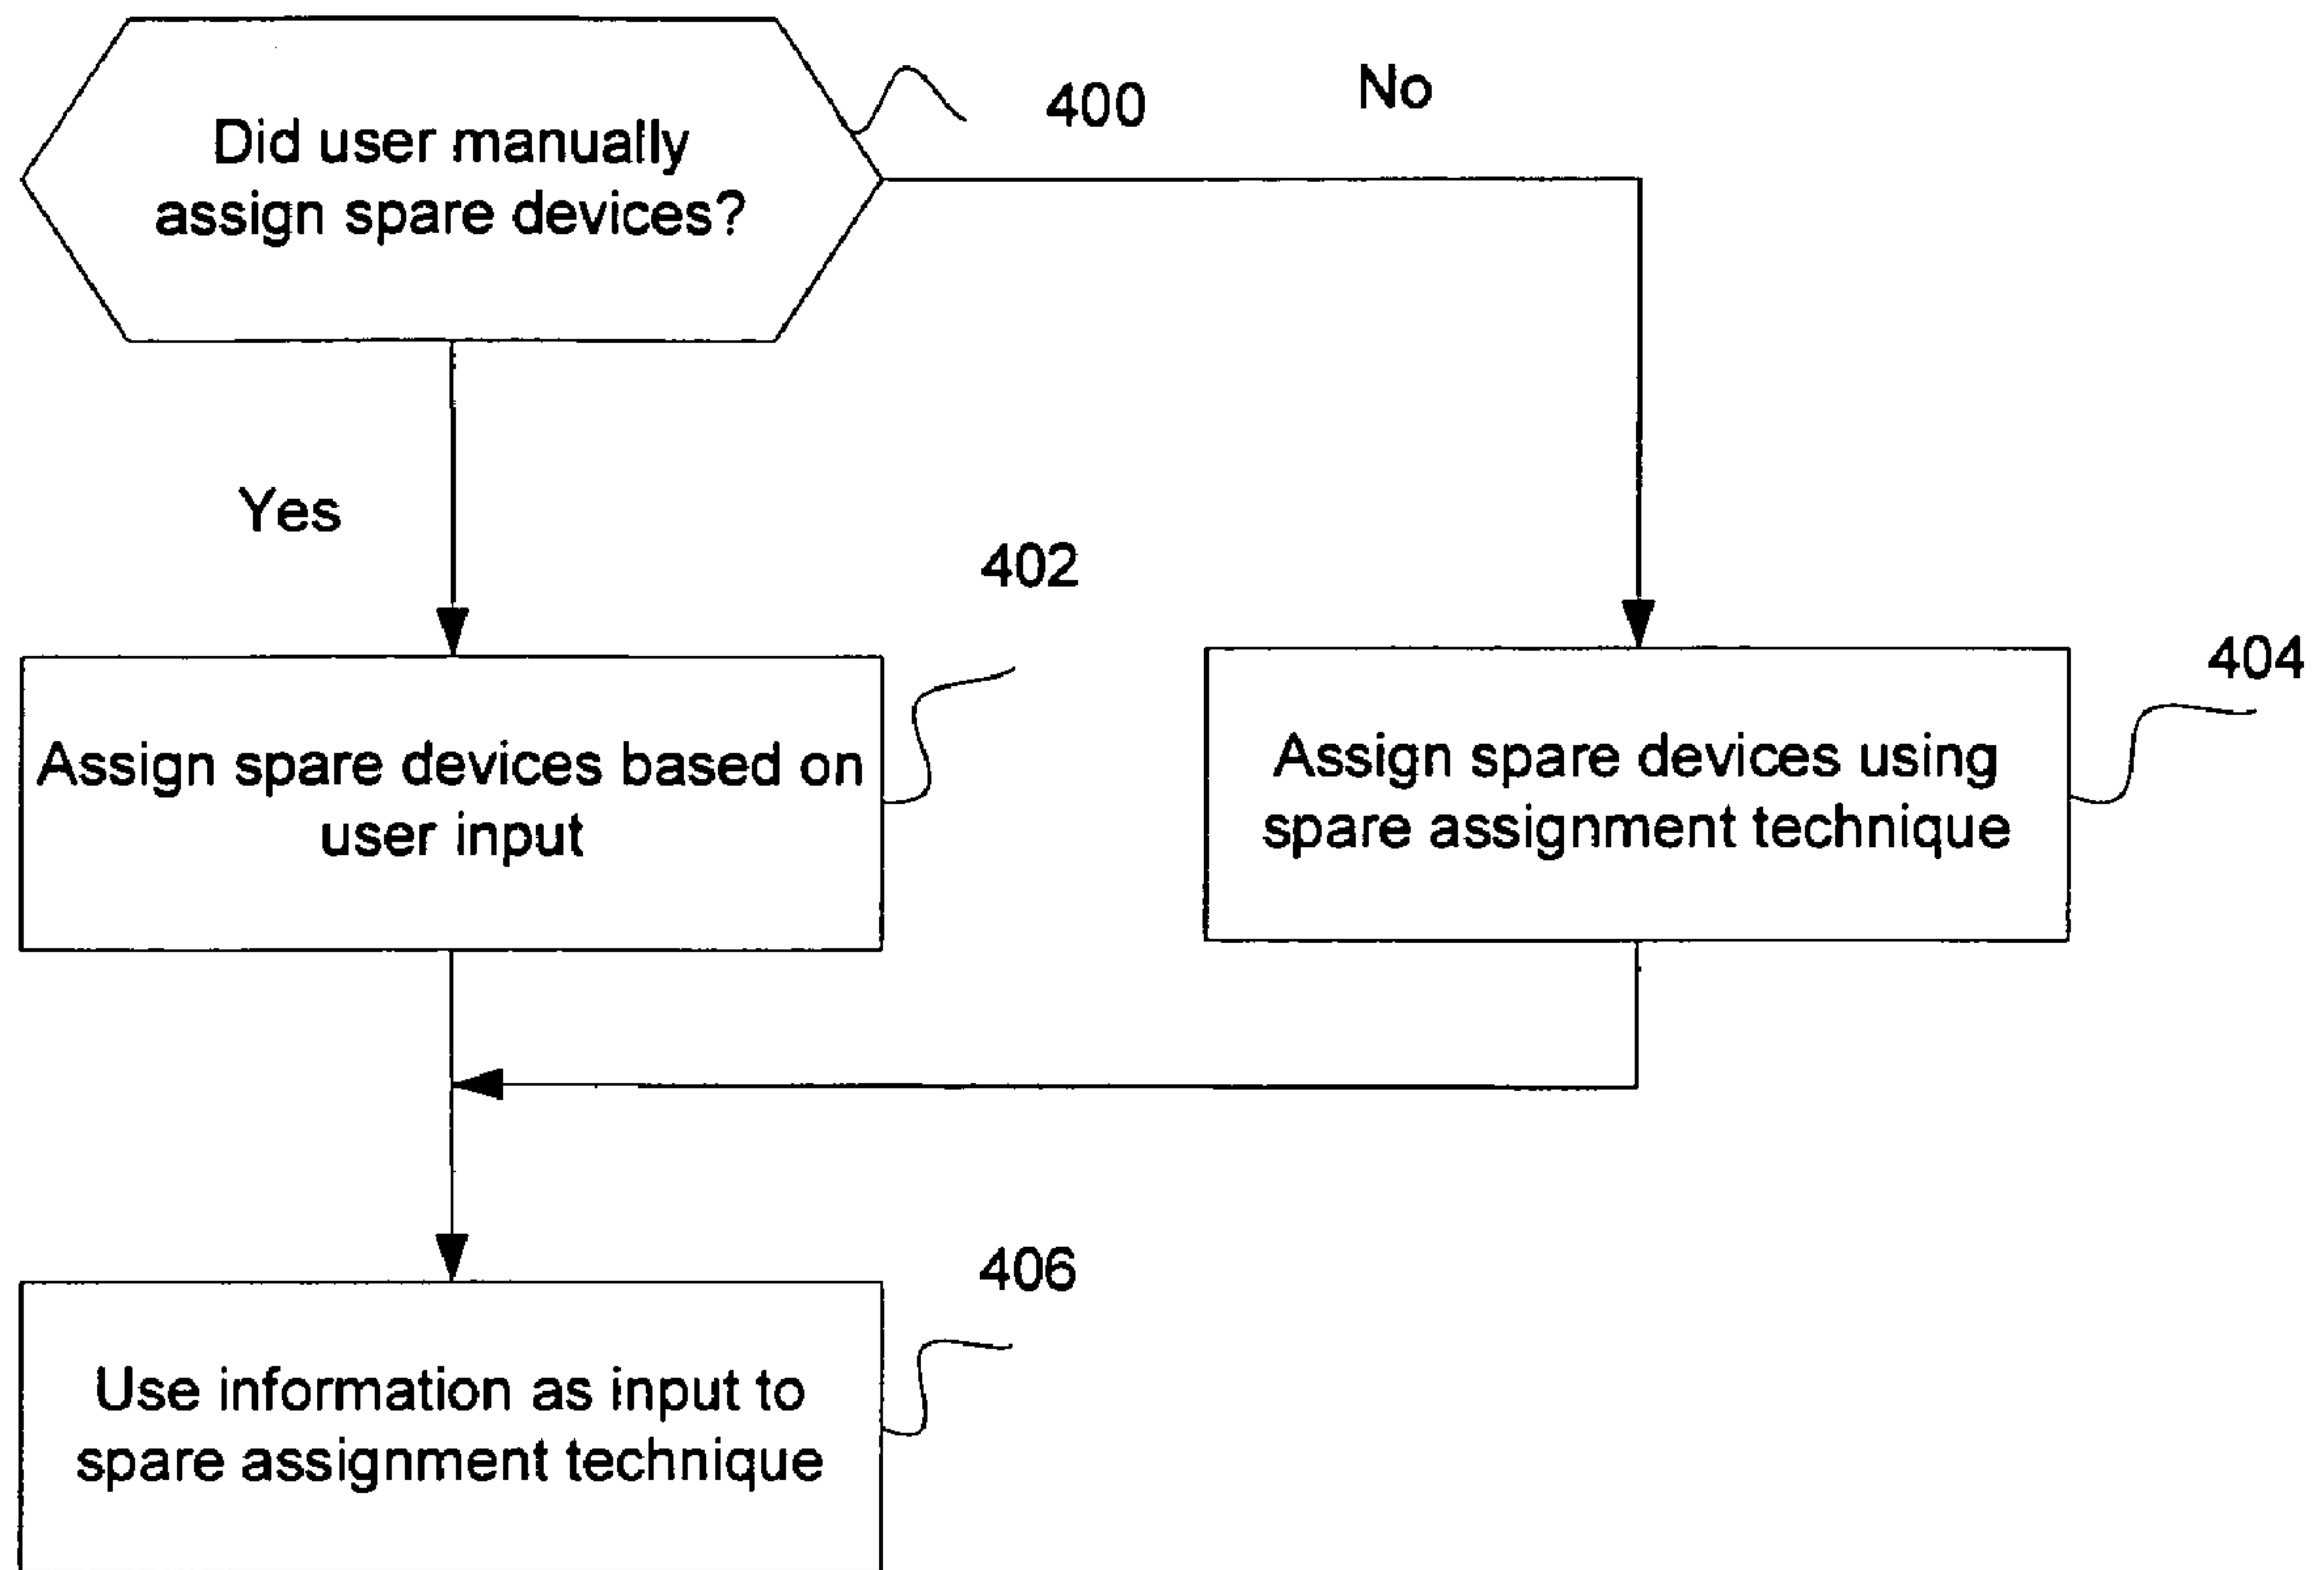 Did user manually
assign spare devices?
400
No
Yes
402
Assign spare devices based on
user input
404
Assign spare devices using
spare assignment technique
406
Use information as input to
spare assignment technique